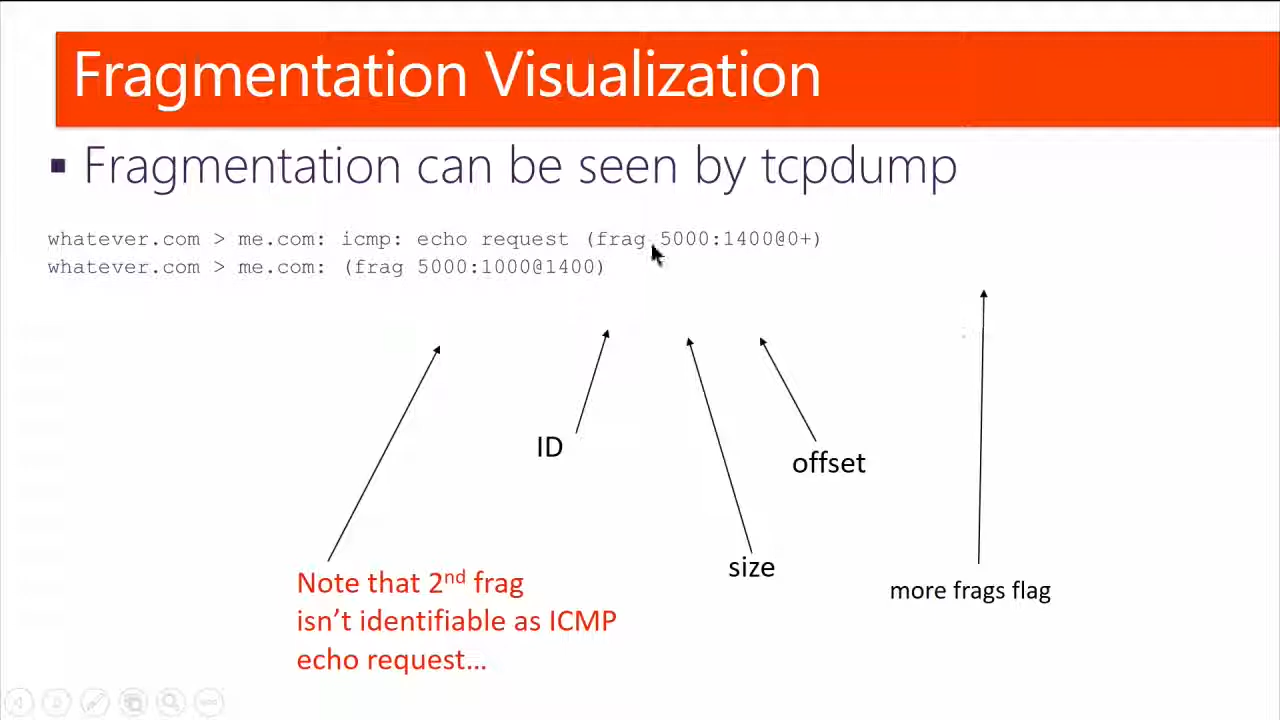 Fragmentation Visualization
▪ Fragmentation can be seen by tcpdump
whatever.com > me.com: icmp: echo request (frag 5000:1400@0+)
whatever.com > me.com: (frag 5000:1000@1400)
ID
offset
size
more frags flag
Note that 2nd frag
isn't identifiable as ICMP
echo request...